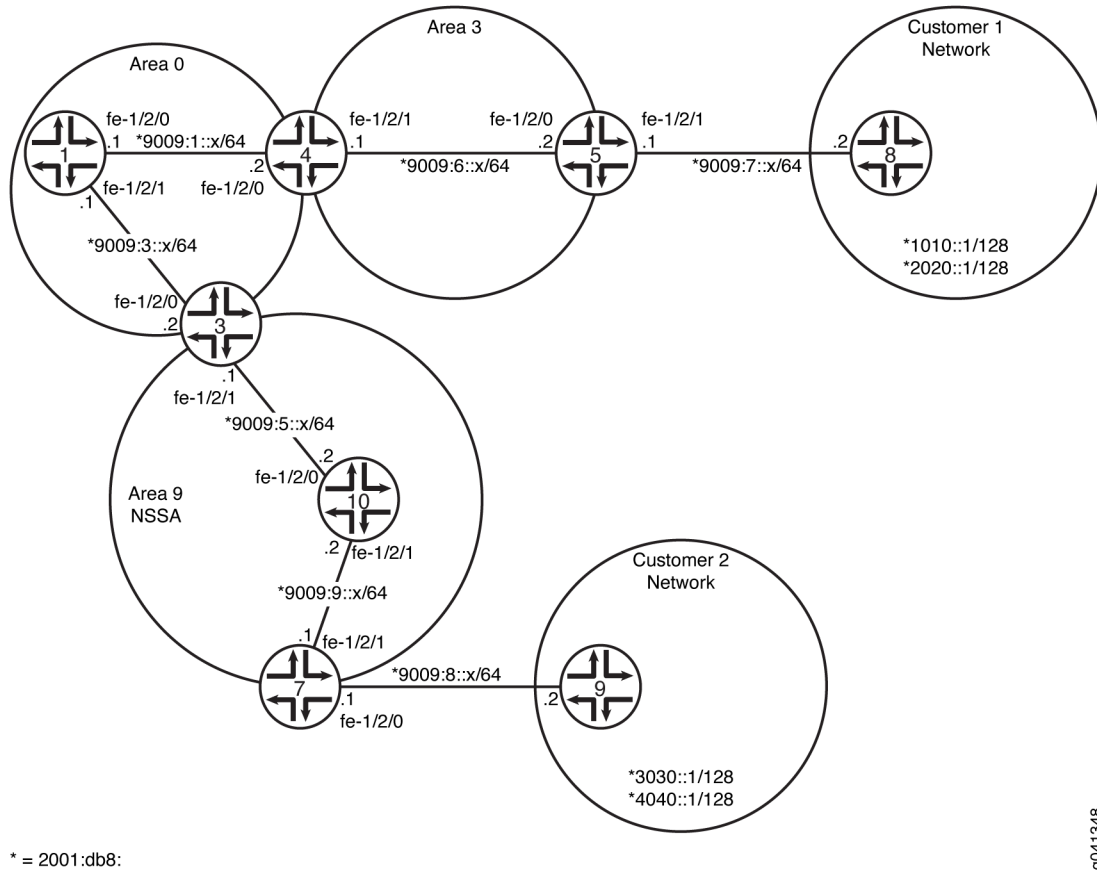 Area 0
Area 3
Customer 1
Network
fe-1/2/0
.1
*9009:1::x/64
1
.2
fe-1/2/0
4
fe-1/2/1
.1
*9009:6::x/64
fe-1/2/0
.2
5
fe-1/2/1
.1
*9009:7::x/64
.2
8
*1010::1/128
*2020::1/128
fe-1/2/1
.1
*9009:3::x/64
fe-1/2/0
.2
3
.1
fe-1/2/1
*9009:5::x/64
.2
fe-1/2/0
10
Area 9
NSSA
.2
fe-1/2/1
*9009:9::x/64
.1
fe-1/2/1
7
.1
fe-1/2/0
*9009:8::x/64
Customer 2
Network
.2
9
*3030::1/128
*4040::1/128
* = 2001:db8:
g041348